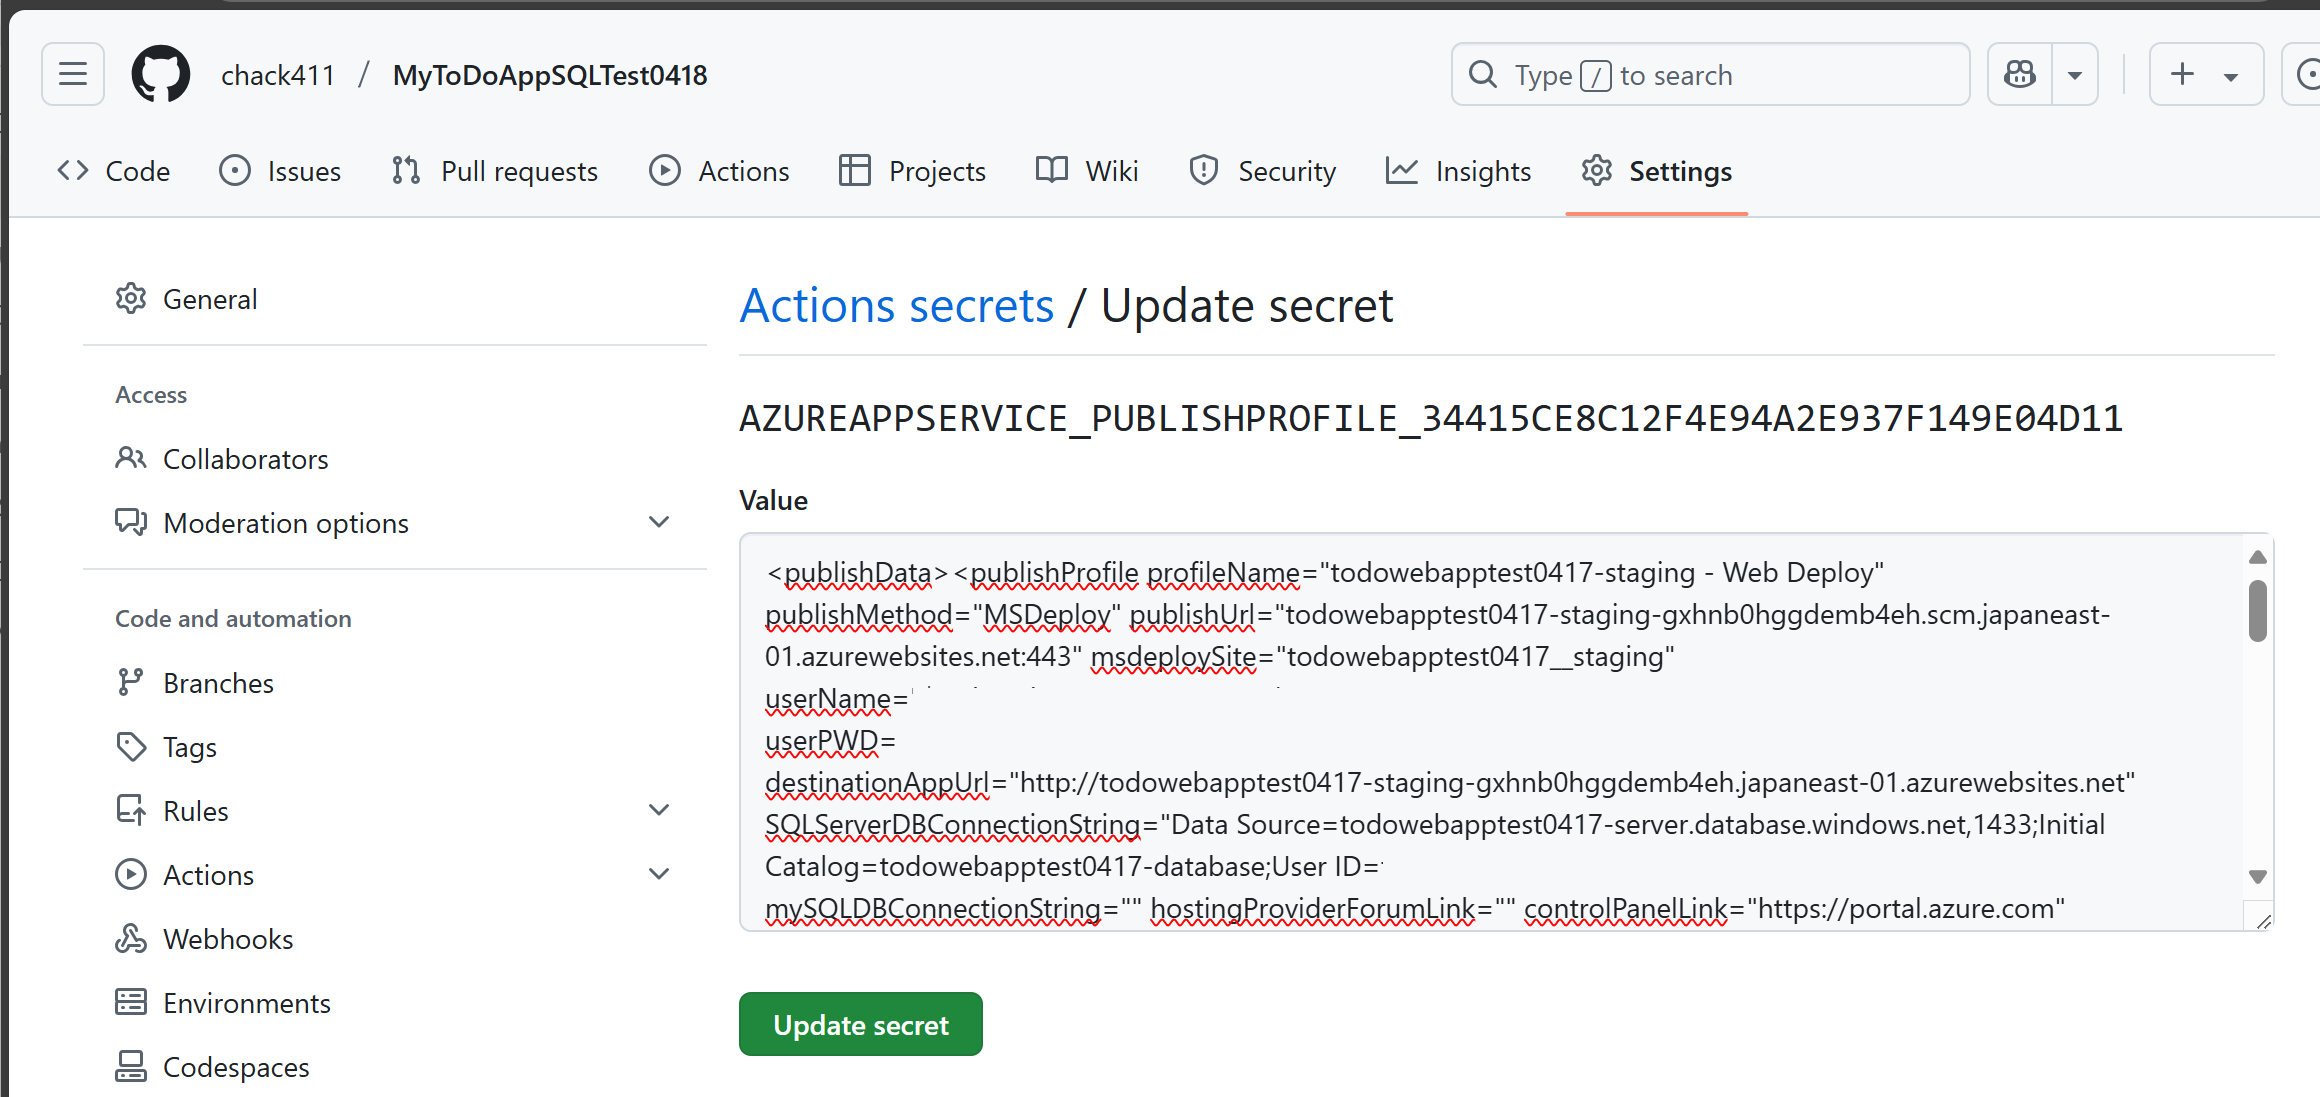 chack411 / MyToDoAppSQLTest0418
Type / to search
Code
Issues
Pull requests
Actions
Projects
Wiki
Security
Insights
Settings
General
Access
Collaborators
Moderation options
Code and automation
Branches
Tags
Rules
Actions
Webhooks
Environments
Codespaces
Actions secrets / Update secret
AZUREAPPSERVICE_PUBLISHPROFILE_34415CE8C12F4E94A2E937F149E04D11
Value
<publishData><publishProfile profileName="todowebapptest0417-staging - Web Deploy"
publishMethod="MSDeploy" publishUrl="todowebapptest0417-staging-gxhnb0hggdemb4eh.scm.japaneast-
01.azurewebsites.net:443" msdeploySite="todowebapptest0417__staging"
userName=
userPWD=
destinationAppUrl="http://todowebapptest0417-staging-gxhnb0hggdemb4eh.japaneast-01.azurewebsites.net"
SQLServerDBConnectionString="Data Source=todowebapptest0417-server.database.windows.net,1433;Initial
Catalog=todowebapptest0417-database;User ID=
mySQLDBConnectionString="" hostingProviderForumLink="" controlPanelLink="https://portal.azure.com"
Update secret